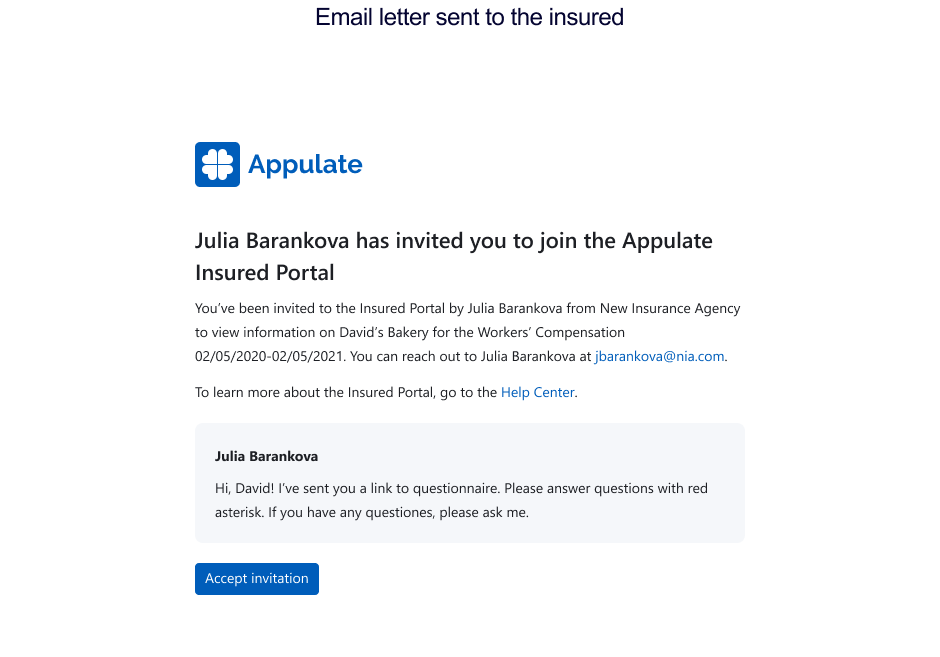 Email letter sent to the insured
Appulate
Julia Barankova has invited you to join the Appulate
Insured Portal
You’ve been invited to the Insured Portal by Julia Barankova from New Insurance Agency
to view information on David’s Bakery for the Workers’ Compensation
02/05/2020-02/05/2021. You can reach out to Julia Barankova at jbarankova@nia.com.
To learn more about the Insured Portal, go to the Help Center.
Julia Barankova
Hi, David! I’ve sent you a link to questionnaire. Please answer questions with red
asterisk. If you have any questiones, please ask me.
Accept invitation